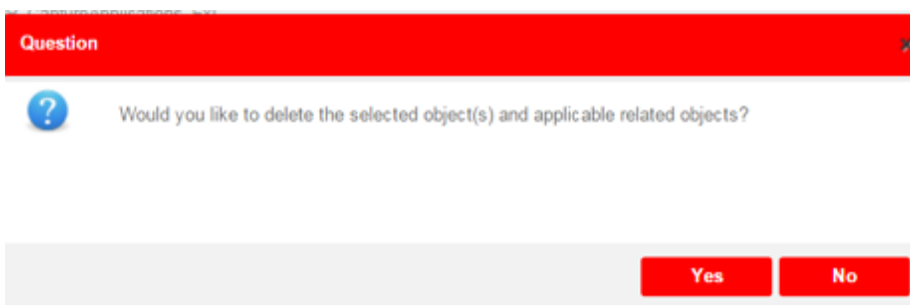 Question
Would you like to delete the selected object(s) and applicable related objects?
Yes
No